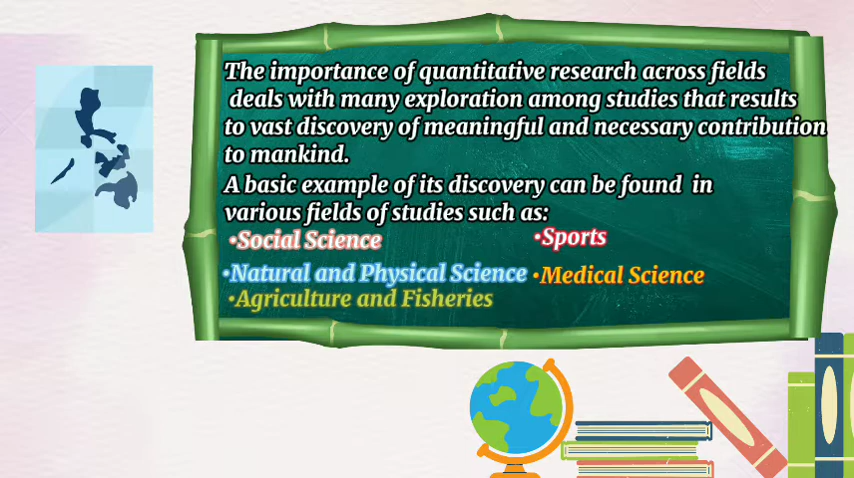 The importance of quantitative research across fields
deals with many exploration among studies that results
to vast discovery of meaningful and necessary contribution
to mankind.
A basic example of its discovery can be found in
various fields of studies such as:
•Social Science
•Sports
•Natural and Physical Science
•Medical Science
•Agriculture and Fisheries